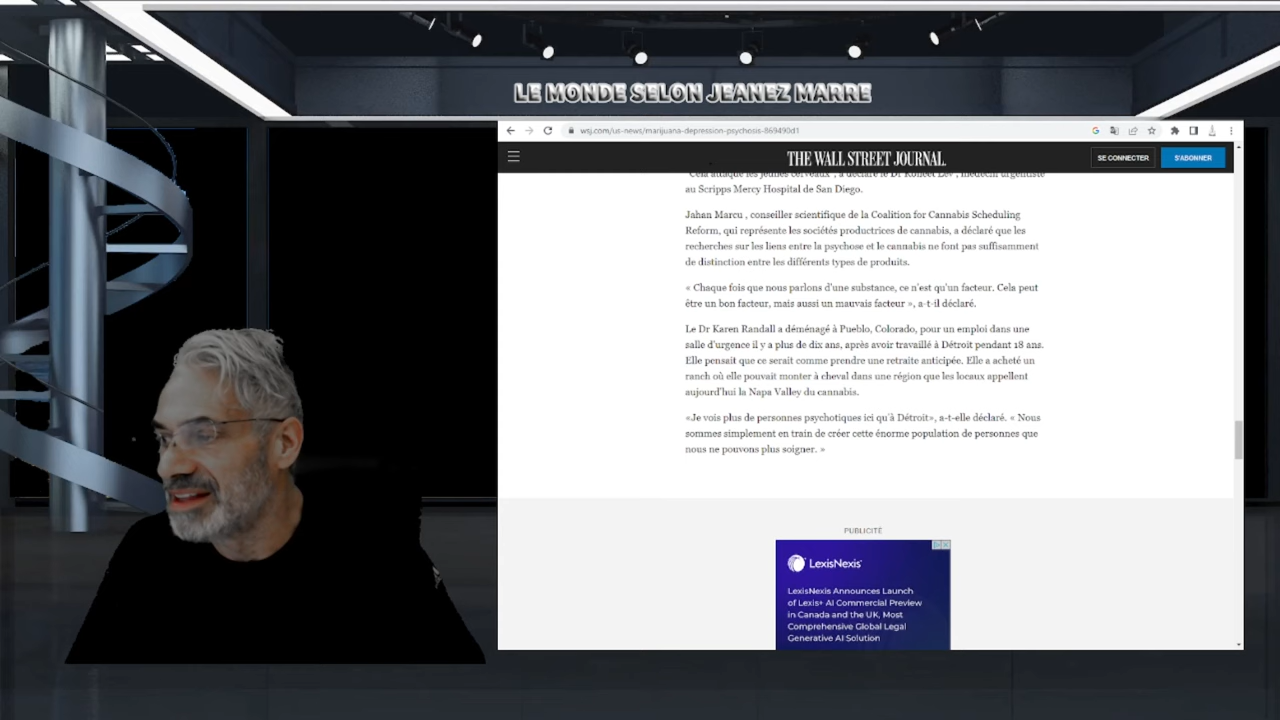 LE MONDE SELON JEANEZ MARRE
wsj.com/us-news/marijuana-depression-psychosis-869490d1
THE WALL STREET JOURNAL.
SE CONNECTER
S'ABONNER
"Cela attaque les jeunes cerveaux", a déclaré le Dr Roneet Lev , médecin urgentiste
au Scripps Mercy Hospital de San Diego.
Jahan Marcu , conseiller scientifique de la Coalition for Cannabis Scheduling
Reform, qui représente les sociétés productrices de cannabis, a déclaré que les
recherches sur les liens entre la psychose et le cannabis ne font pas suffisamment
de distinction entre les différents types de produits.
« Chaque fois que nous parlons d'une substance, ce n'est qu'un facteur. Cela peut
être un bon facteur, mais aussi un mauvais facteur », a-t-il déclaré.
Le Dr Karen Randall a déménagé à Pueblo, Colorado, pour un emploi dans une
salle d'urgence il y a plus de dix ans, après avoir travaillé à Détroit pendant 18 ans.
Elle pensait que ce serait comme prendre une retraite anticipée. Elle a acheté un
ranch où elle pouvait monter à cheval dans une région que les locaux appellent
aujourd'hui la Napa Valley du cannabis.
«Je vois plus de personnes psychotiques ici qu'à Détroit», a-t-elle déclaré. « Nous
sommes simplement en train de créer cette énorme population de personnes que
nous ne pouvons plus soigner. »
PUBLICITÉ
LexisNexis
LexisNexis Announces Launch
of Lexis+ AI Commercial Preview
in Canada and the UK, Most
Comprehensive Global Legal
Generative AI Solution